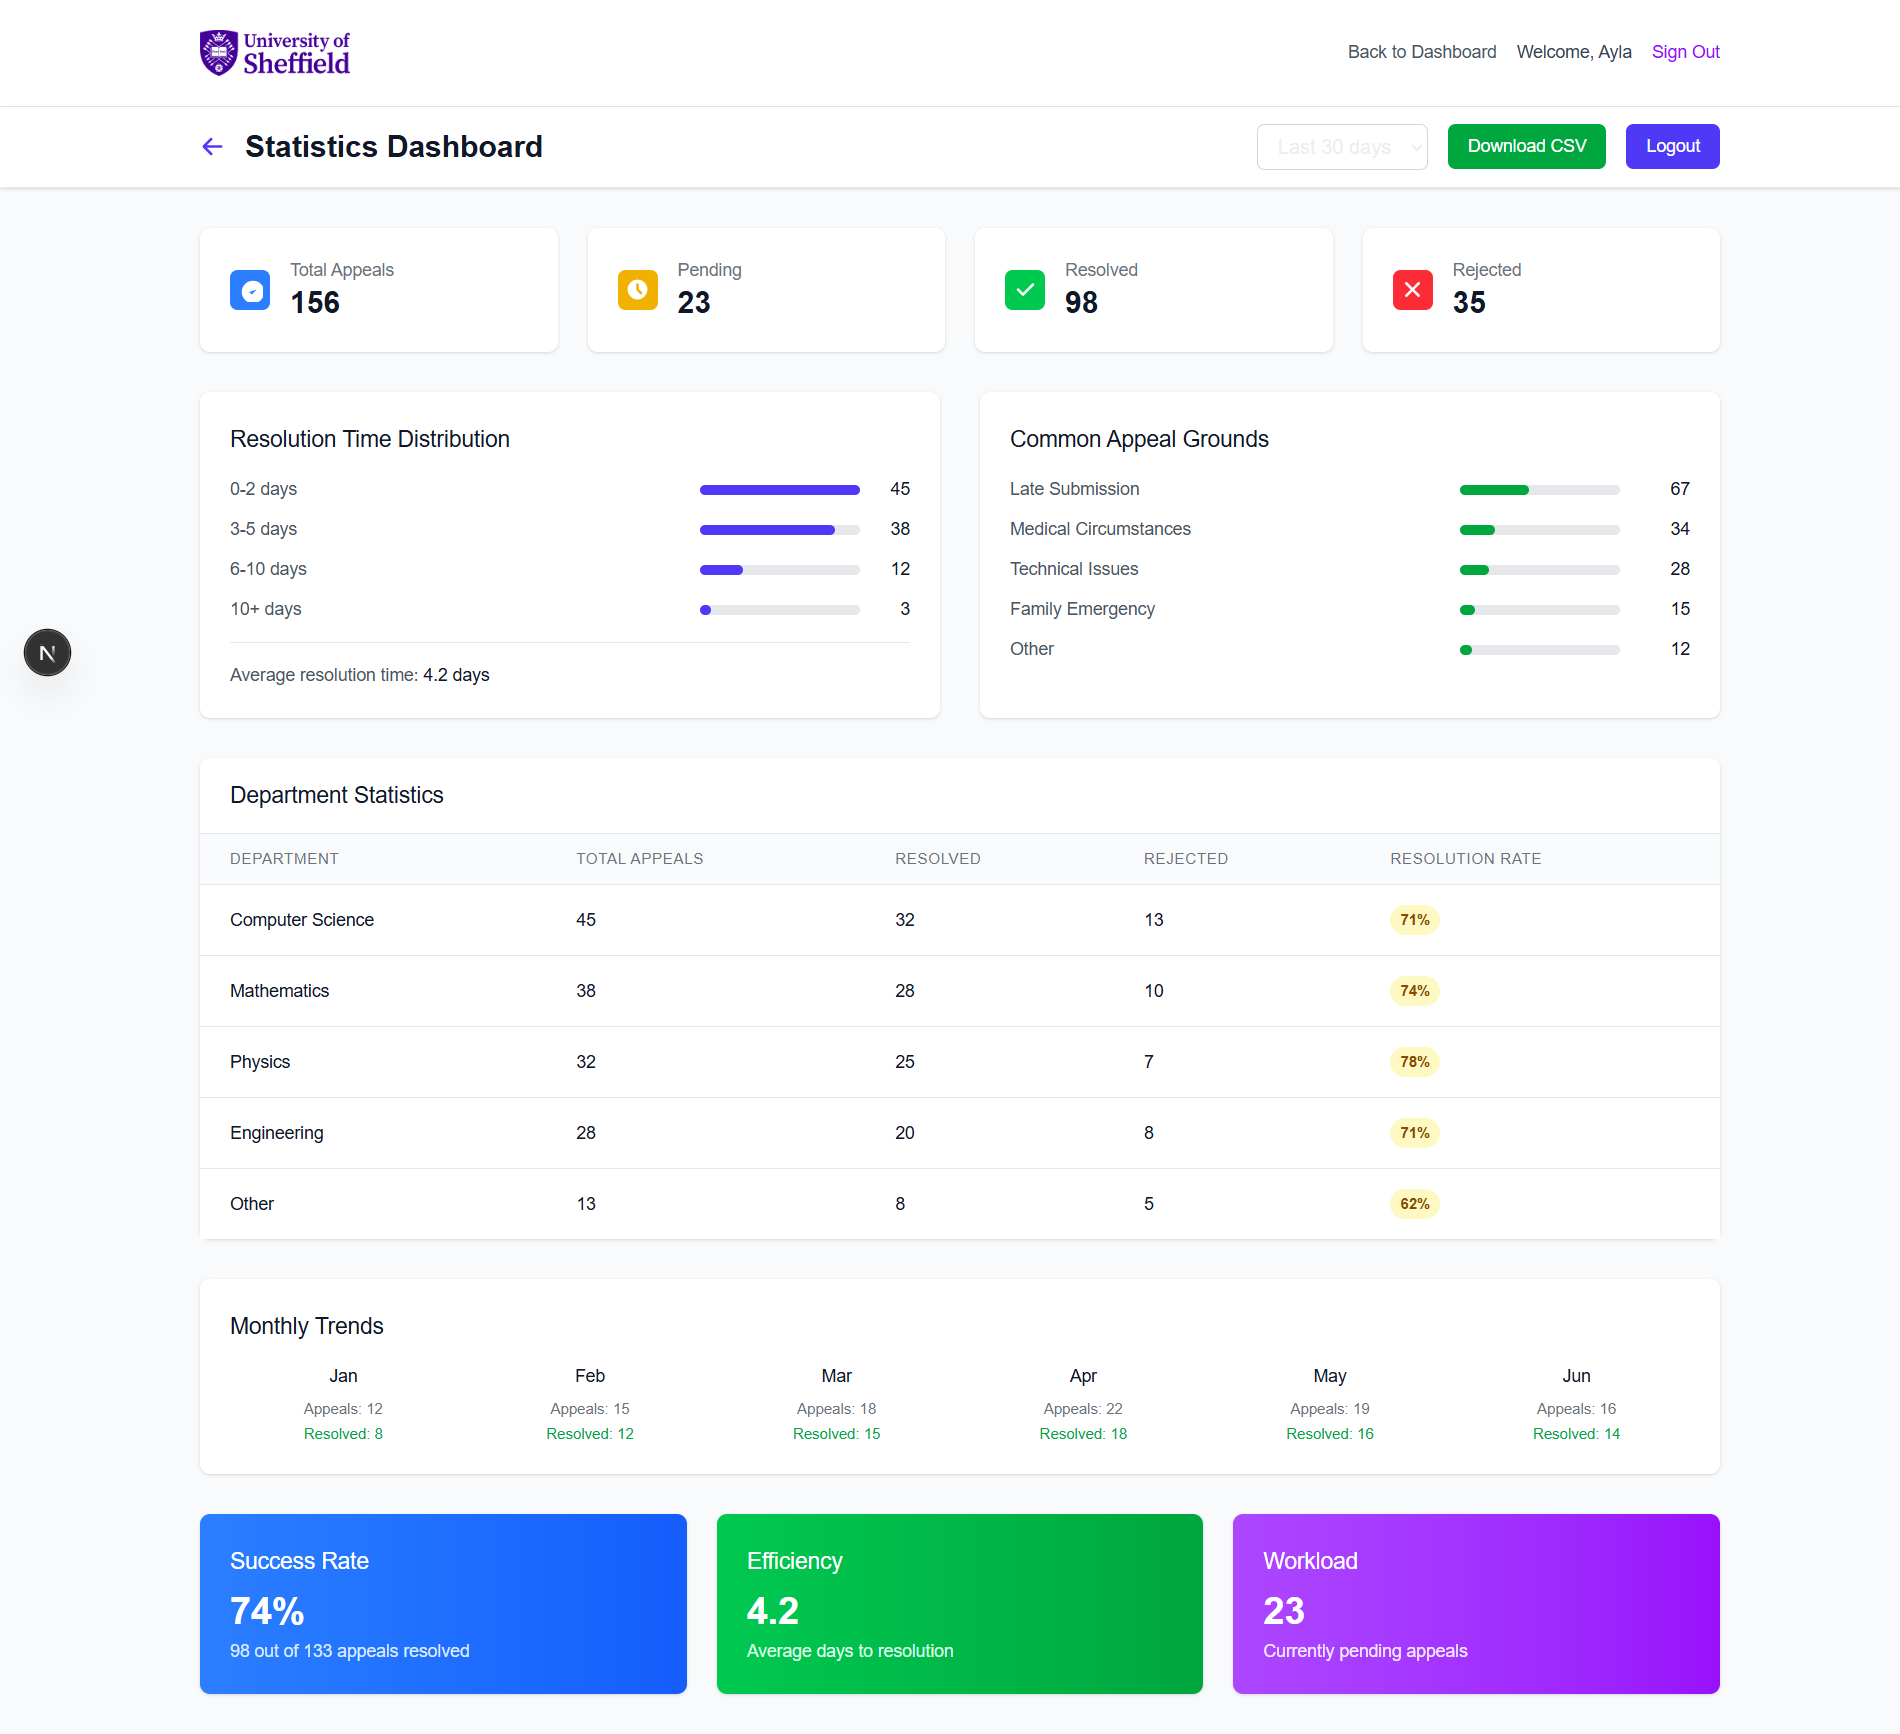 University of
Sheffield
Back to Dashboard Welcome, Ayla Sign Out
Statistics Dashboard
Last 30 days
Download CSV
Logout
Total Appeals
156
Pending
23
Resolved
98
Rejected
35
Resolution Time Distribution
0-2 days 45
3-5 days 38
6-10 days 12
10+ days 3
Average resolution time: 4.2 days
Common Appeal Grounds
Late Submission 67
Medical Circumstances 34
Technical Issues 28
Family Emergency 15
Other 12
N
Department Statistics
DEPARTMENT TOTAL APPEALS RESOLVED REJECTED RESOLUTION RATE
Computer Science 45 32 13 71%
Mathematics 38 28 10 74%
Physics 32 25 7 78%
Engineering 28 20 8 71%
Other 13 8 5 62%
Monthly Trends
Jan Feb Mar Apr May Jun
Appeals: 12 Appeals: 15 Appeals: 18 Appeals: 22 Appeals: 19 Appeals: 16
Resolved: 8 Resolved: 12 Resolved: 15 Resolved: 18 Resolved: 16 Resolved: 14
Success Rate
74%
98 out of 133 appeals resolved
Efficiency
4.2
Average days to resolution
Workload
23
Currently pending appeals